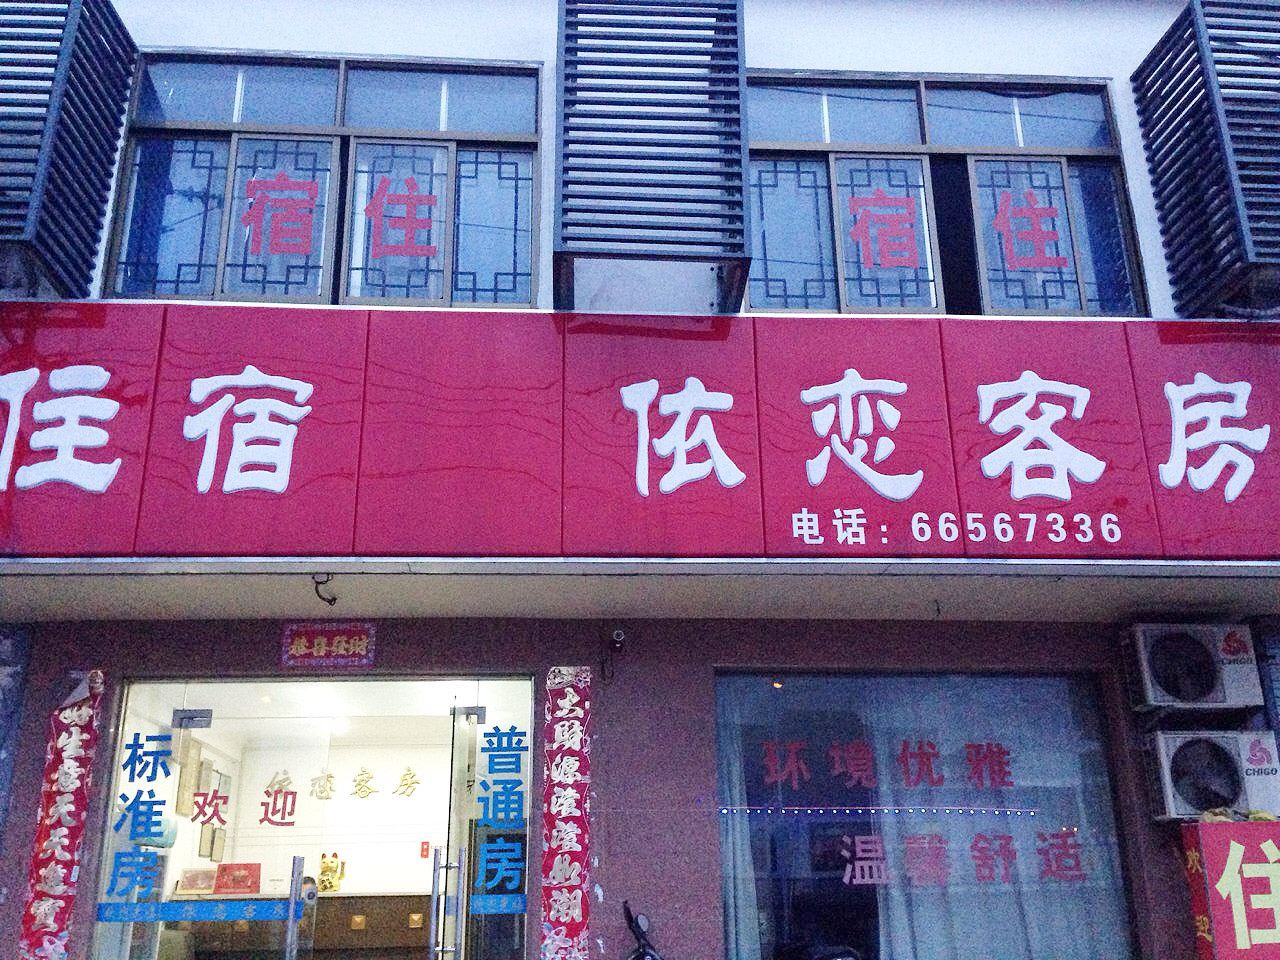 宿住
宿住
住宿 依恋客房
电话：66567336
恭喜發財
CHIGO
CHIGO
标准房
普通房
依恋客房
欢迎
环境优雅
温馨舒适
欢迎
住